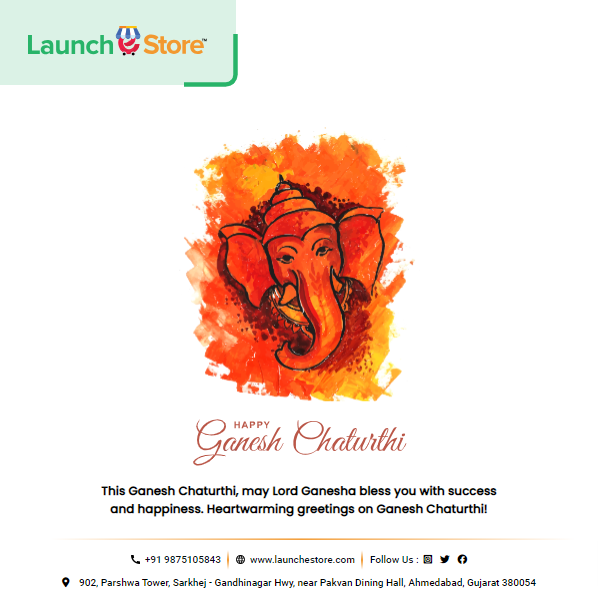 Launch e Store™
HAPPY
Ganesh Chaturthi
This Ganesh Chaturthi, may Lord Ganesha bless you with success
and happiness. Heartwarming greetings on Ganesh Chaturthi!
+91 9875105843 www.launchestore.com Follow Us :
902, Parshwa Tower, Sarkhej - Gandhinagar Hwy, near Pakvan Dining Hall, Ahmedabad, Gujarat 380054